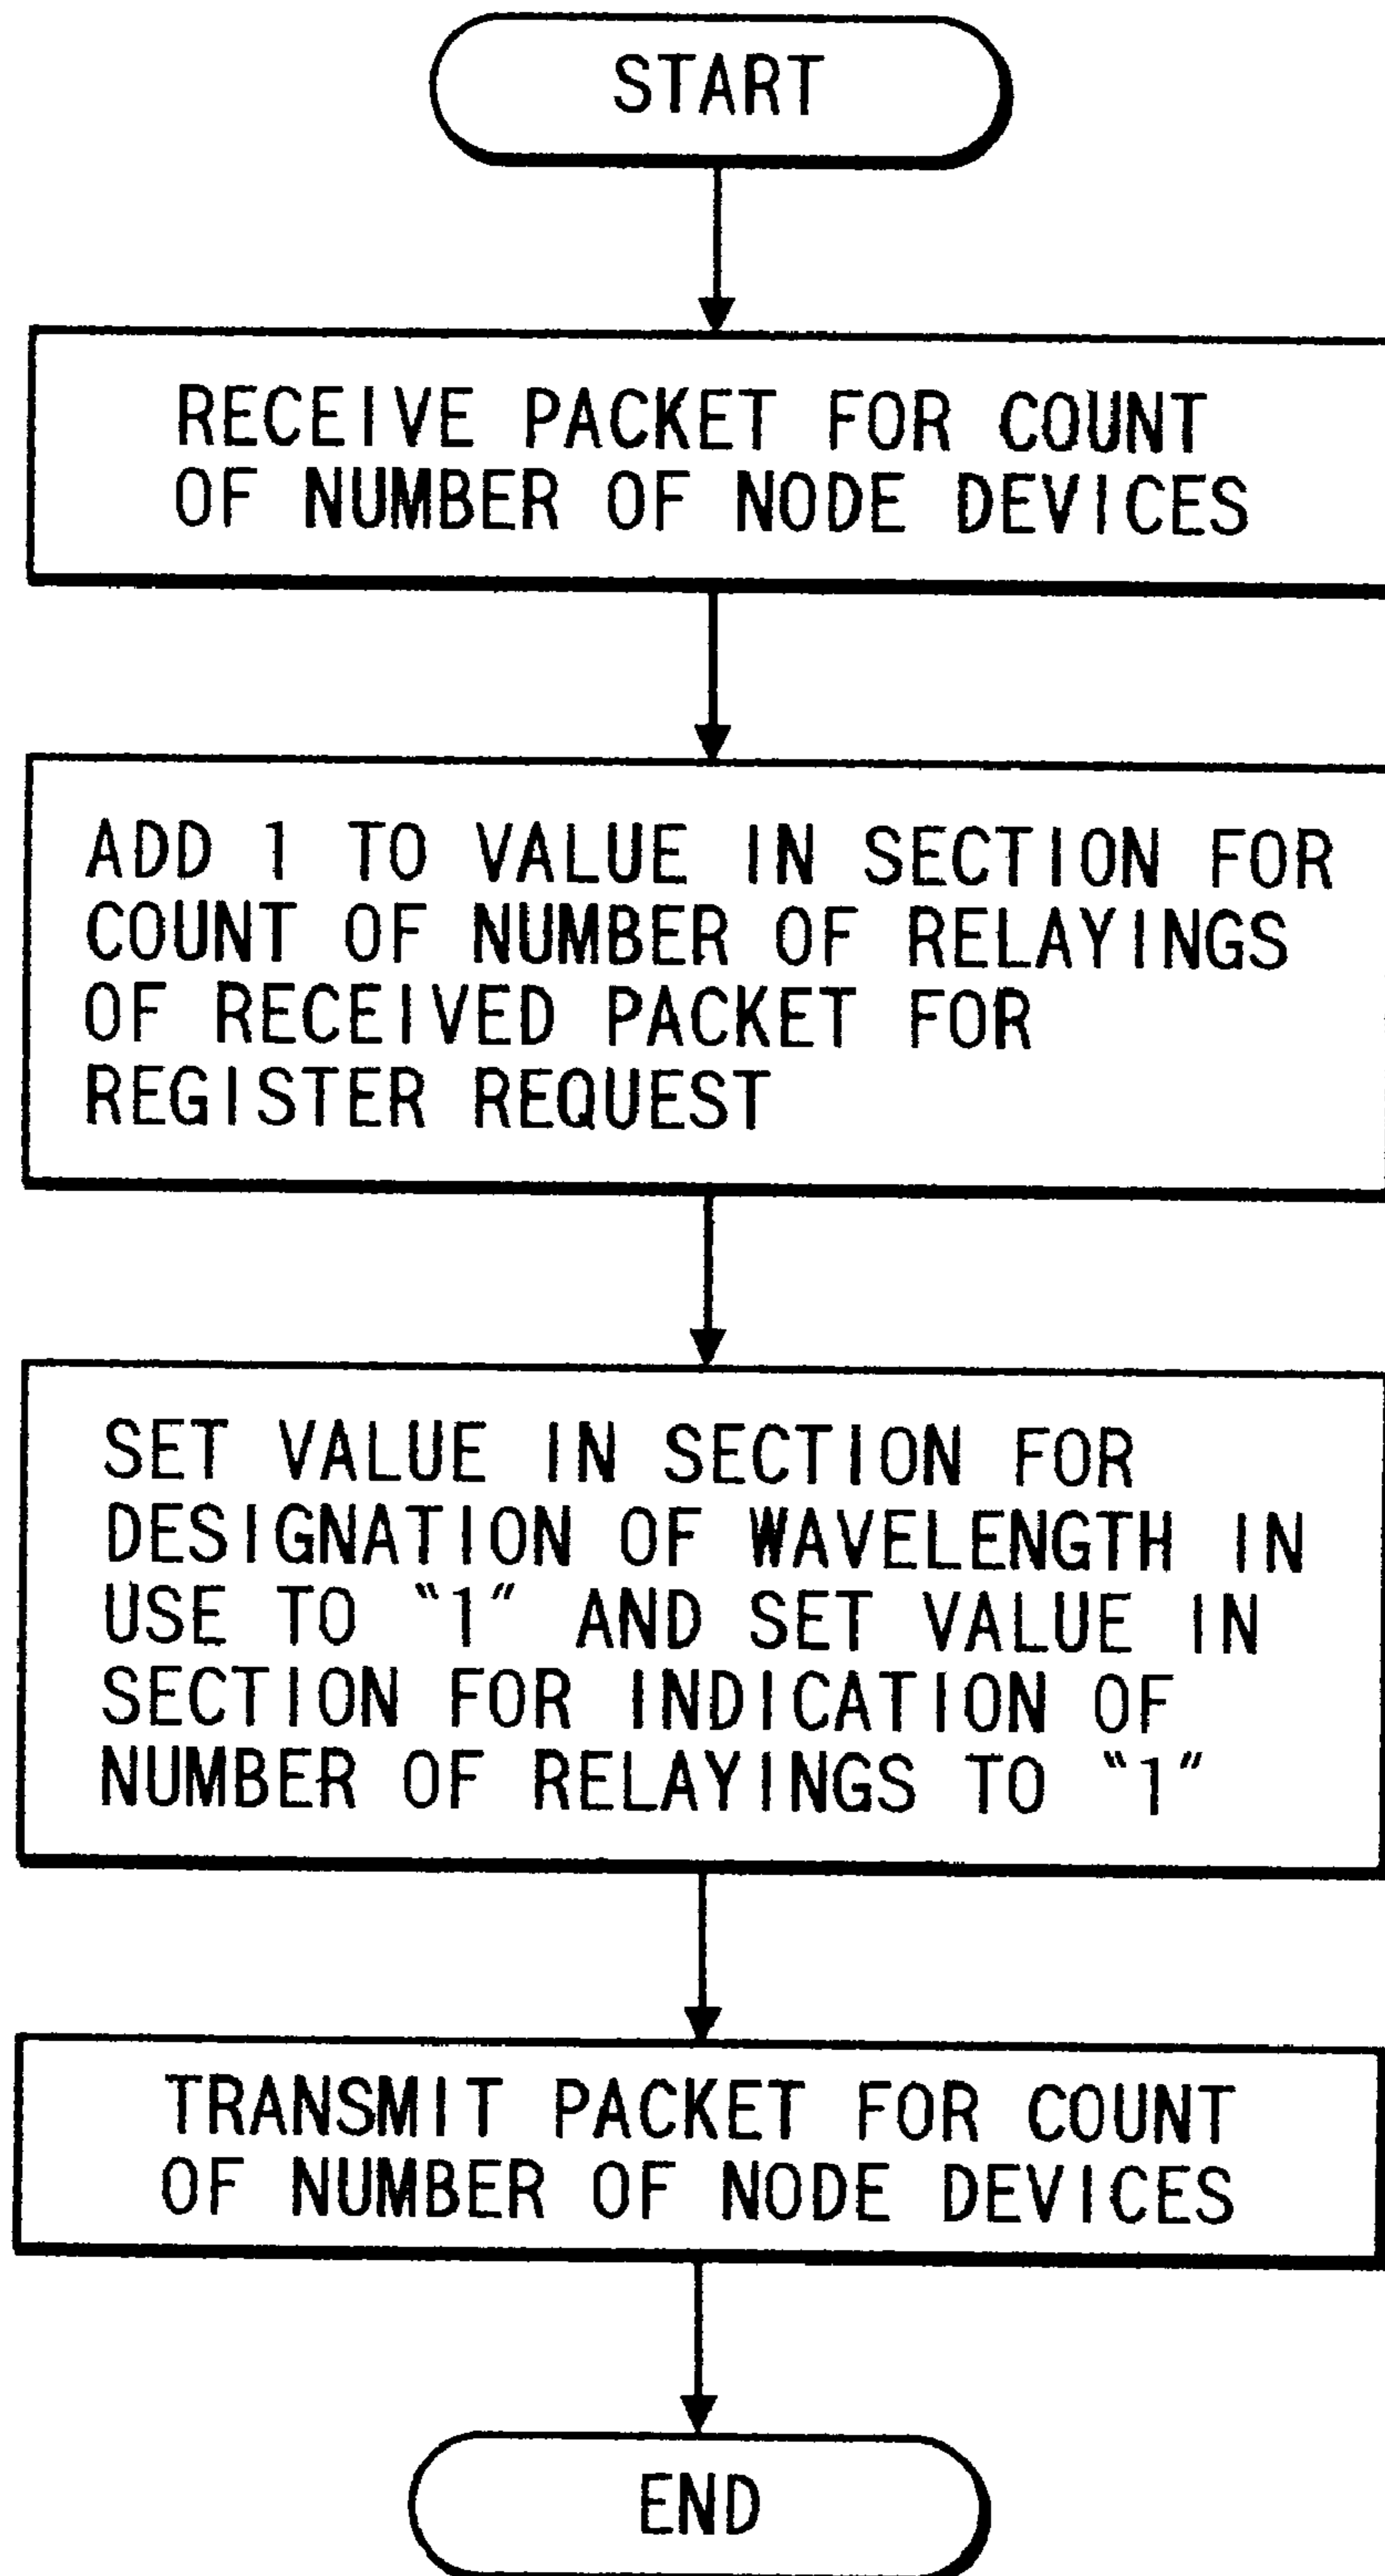 START
RECEIVE PACKET FOR COUNT
OF NUMBER OF NODE DEVICES
ADD 1 TO VALUE IN SECTION FOR
COUNT OF NUMBER OF RELAYINGS
OF RECEIVED PACKET FOR
REGISTER REQUEST
SET VALUE IN SECTION FOR
DESIGNATION OF WAVELENGTH IN
USE TO “1” AND SET VALUE IN
SECTION FOR INDICATION OF
NUMBER OF RELAYINGS TO “1”
TRANSMIT PACKET FOR COUNT
OF NUMBER OF NODE DEVICES
END